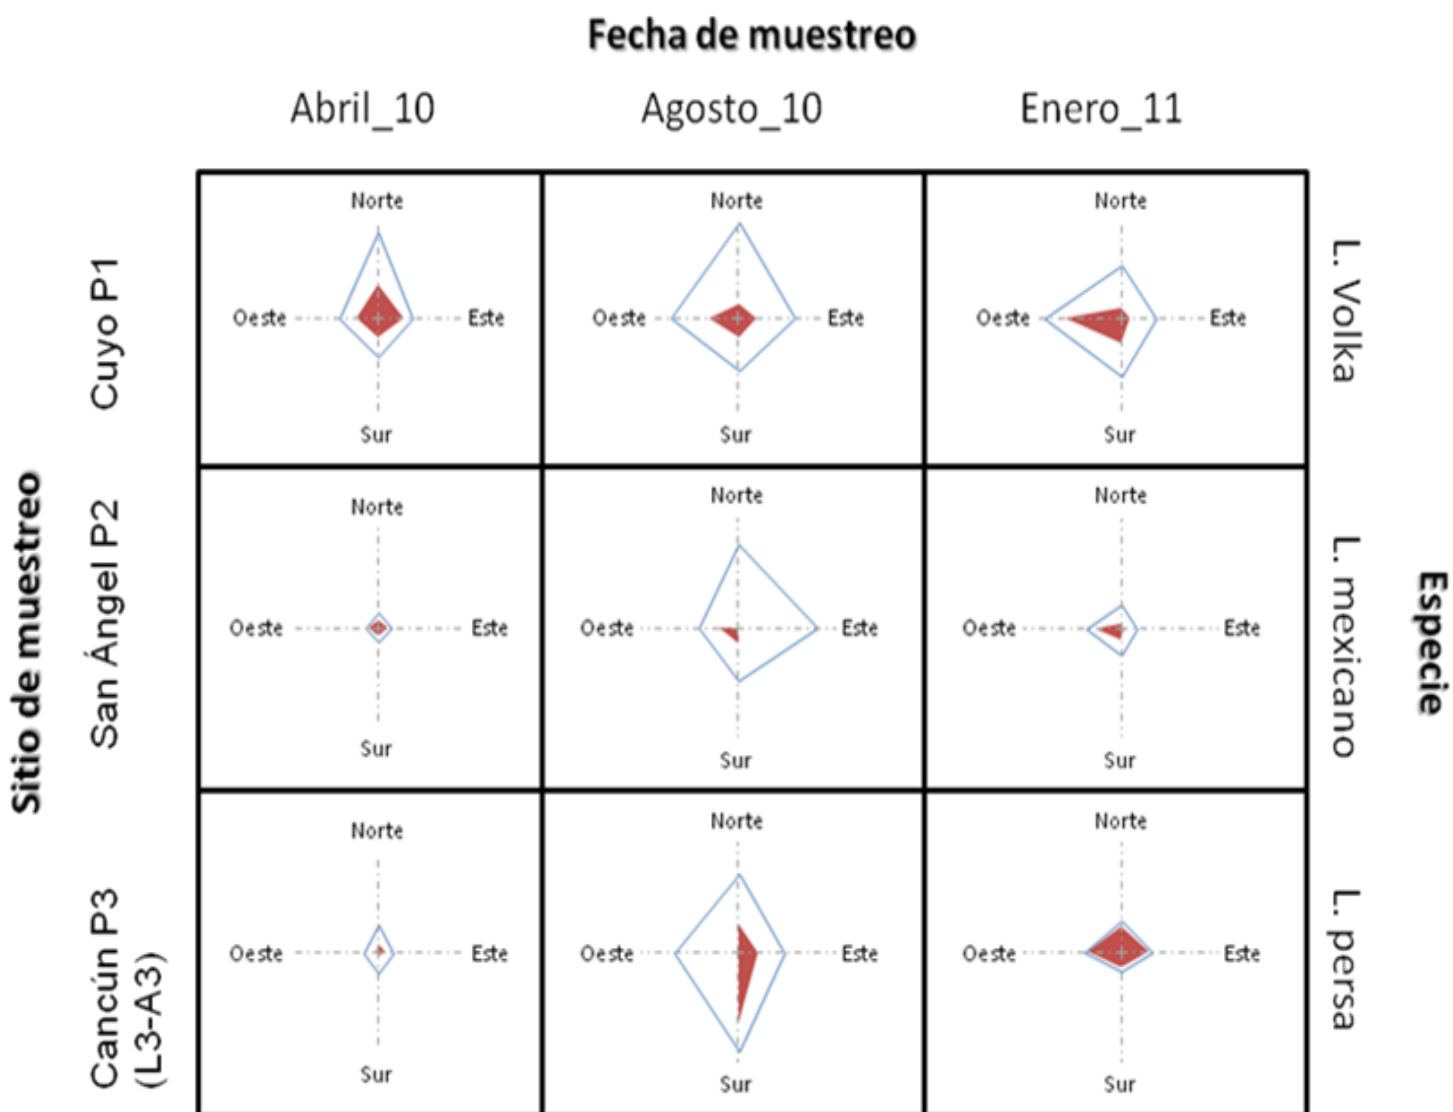 Fecha de muestreo
Abril_10 Agosto_10 Enero_11
Norte Norte Norte
Oeste Este Oeste Este Oeste Este
Sur Sur Sur
Cuyo P1
L. Volka
Norte Norte Norte
Oeste Este Oeste Este Oeste Este
Sur Sur Sur
San Ángel P2
L. mexicano
Sitio de muestreo
Especie
Norte Norte Norte
Oeste Este Oeste Este Oeste Este
Sur Sur Sur
Cancún P3
(L3-A3)
L. persa